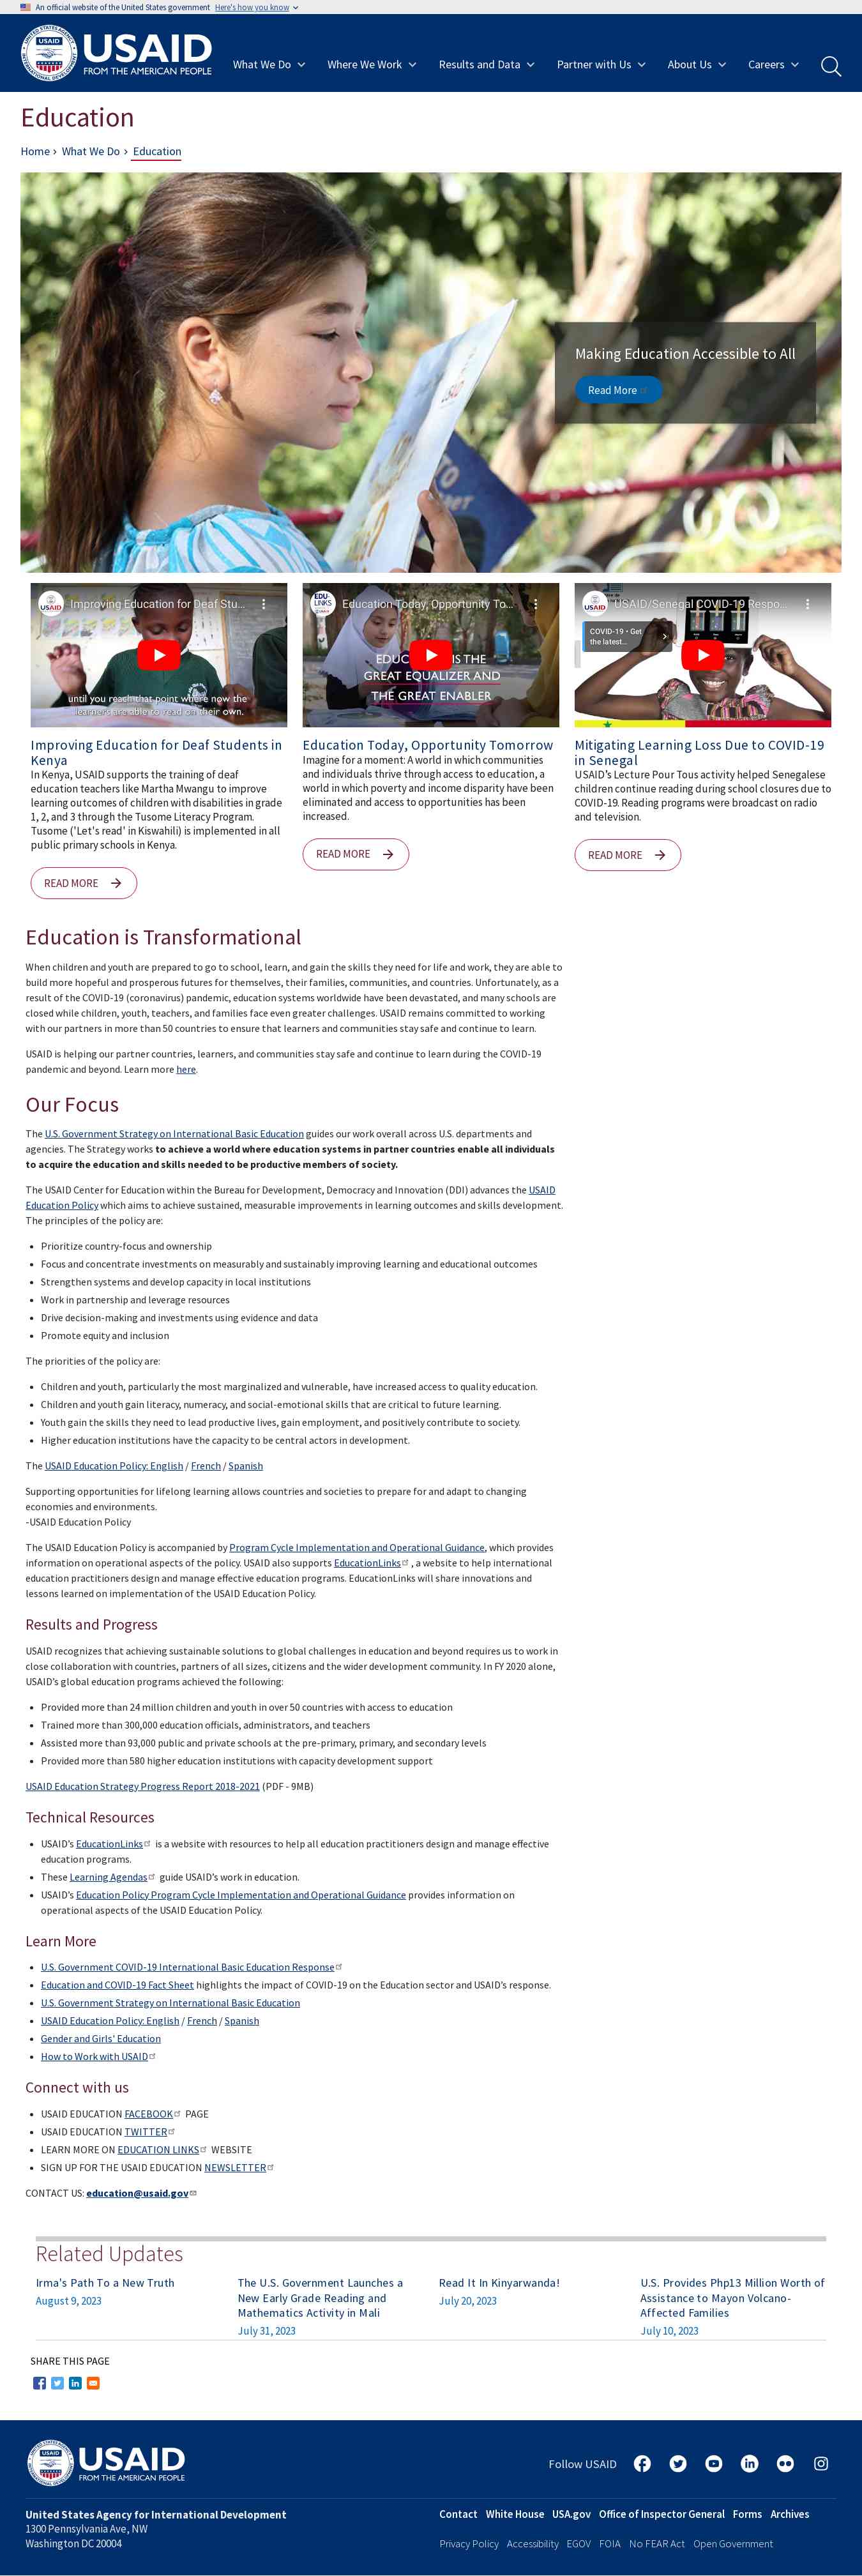 An official website of the United States government Here's how you know
USAID
FROM THE AMERICAN PEOPLE
What We Do
Where We Work
Results and Data
Partner with Us
About Us
Careers
Education
Home › What We Do › Education
Making Education Accessible to All
Read More
Improving Education for Deaf Stu...
until you reach that point where now the
learners are able to read on their own.
EDU-LINKS
Education Today, Opportunity To...
THE
GREAT EQUALIZER AND
THE GREAT ENABLER
USAID/Senegal COVID-19 Respo...
COVID-19 • Get
the latest...
Improving Education for Deaf Students in
Kenya
In Kenya, USAID supports the training of deaf
education teachers like Martha Mwangu to improve
learning outcomes of children with disabilities in grade
1, 2, and 3 through the Tusome Literacy Program.
Tusome ('Let's read' in Kiswahili) is implemented in all
public primary schools in Kenya.
READ MORE
Education Today, Opportunity Tomorrow
Imagine for a moment: A world in which communities
and individuals thrive through access to education, a
world in which poverty and income disparity have been
eliminated and access to opportunities has been
increased.
READ MORE
Mitigating Learning Loss Due to COVID-19
in Senegal
USAID’s Lecture Pour Tous activity helped Senegalese
children continue reading during school closures due to
COVID-19. Reading programs were broadcast on radio
and television.
READ MORE
Education is Transformational
When children and youth are prepared to go to school, learn, and gain the skills they need for life and work, they are able to
build more hopeful and prosperous futures for themselves, their families, communities, and countries. Unfortunately, as a
result of the COVID-19 (coronavirus) pandemic, education systems worldwide have been devastated, and many schools are
closed while children, youth, teachers, and families face even greater challenges. USAID remains committed to working
with our partners in more than 50 countries to ensure that learners and communities stay safe and continue to learn.
USAID is helping our partner countries, learners, and communities stay safe and continue to learn during the COVID-19
pandemic and beyond. Learn more here.
Our Focus
The U.S. Government Strategy on International Basic Education guides our work overall across U.S. departments and
agencies. The Strategy works to achieve a world where education systems in partner countries enable all individuals
to acquire the education and skills needed to be productive members of society.
The USAID Center for Education within the Bureau for Development, Democracy and Innovation (DDI) advances the USAID
Education Policy which aims to achieve sustained, measurable improvements in learning outcomes and skills development.
The principles of the policy are:
• Prioritize country-focus and ownership
• Focus and concentrate investments on measurably and sustainably improving learning and educational outcomes
• Strengthen systems and develop capacity in local institutions
• Work in partnership and leverage resources
• Drive decision-making and investments using evidence and data
• Promote equity and inclusion
The priorities of the policy are:
• Children and youth, particularly the most marginalized and vulnerable, have increased access to quality education.
• Children and youth gain literacy, numeracy, and social-emotional skills that are critical to future learning.
• Youth gain the skills they need to lead productive lives, gain employment, and positively contribute to society.
• Higher education institutions have the capacity to be central actors in development.
The USAID Education Policy: English / French / Spanish
Supporting opportunities for lifelong learning allows countries and societies to prepare for and adapt to changing
economies and environments.
-USAID Education Policy
The USAID Education Policy is accompanied by Program Cycle Implementation and Operational Guidance, which provides
information on operational aspects of the policy. USAID also supports EducationLinks , a website to help international
education practitioners design and manage effective education programs. EducationLinks will share innovations and
lessons learned on implementation of the USAID Education Policy.
Results and Progress
USAID recognizes that achieving sustainable solutions to global challenges in education and beyond requires us to work in
close collaboration with countries, partners of all sizes, citizens and the wider development community. In FY 2020 alone,
USAID’s global education programs achieved the following:
• Provided more than 24 million children and youth in over 50 countries with access to education
• Trained more than 300,000 education officials, administrators, and teachers
• Assisted more than 93,000 public and private schools at the pre-primary, primary, and secondary levels
• Provided more than 580 higher education institutions with capacity development support
USAID Education Strategy Progress Report 2018-2021 (PDF - 9MB)
Technical Resources
• USAID’s EducationLinks is a website with resources to help all education practitioners design and manage effective
education programs.
• These Learning Agendas guide USAID’s work in education.
• USAID’s Education Policy Program Cycle Implementation and Operational Guidance provides information on
operational aspects of the USAID Education Policy.
Learn More
• U.S. Government COVID-19 International Basic Education Response
• Education and COVID-19 Fact Sheet highlights the impact of COVID-19 on the Education sector and USAID’s response.
• U.S. Government Strategy on International Basic Education
• USAID Education Policy: English / French / Spanish
• Gender and Girls’ Education
• How to Work with USAID
Connect with us
• USAID EDUCATION FACEBOOK PAGE
• USAID EDUCATION TWITTER
• LEARN MORE ON EDUCATION LINKS WEBSITE
• SIGN UP FOR THE USAID EDUCATION NEWSLETTER
CONTACT US: education@usaid.gov
Related Updates
Irma's Path To a New Truth
August 9, 2023
The U.S. Government Launches a
New Early Grade Reading and
Mathematics Activity in Mali
July 31, 2023
Read It In Kinyarwanda!
July 20, 2023
U.S. Provides Php13 Million Worth of
Assistance to Mayon Volcano-
Affected Families
July 10, 2023
SHARE THIS PAGE
USAID
FROM THE AMERICAN PEOPLE
Follow USAID
United States Agency for International Development
1300 Pennsylvania Ave, NW
Washington DC 20004
Contact White House USA.gov Office of Inspector General Forms Archives
Privacy Policy Accessibility EGOV FOIA No FEAR Act Open Government